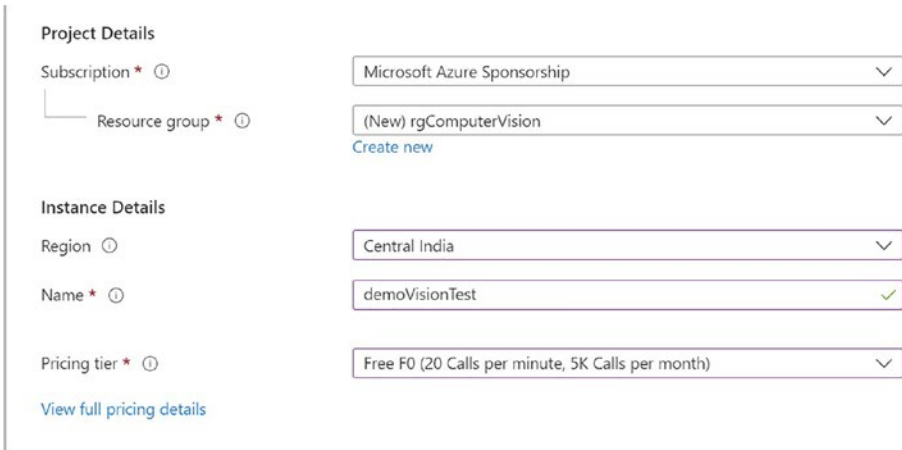 Project Details
Subscription *
Microsoft Azure Sponsorship
Resource group *
(New) rgComputerVision
Create new
Instance Details
Region
Central India
Name *
demoVisionTest
Pricing tier *
Free F0 (20 Calls per minute, 5K Calls per month)
View full pricing details